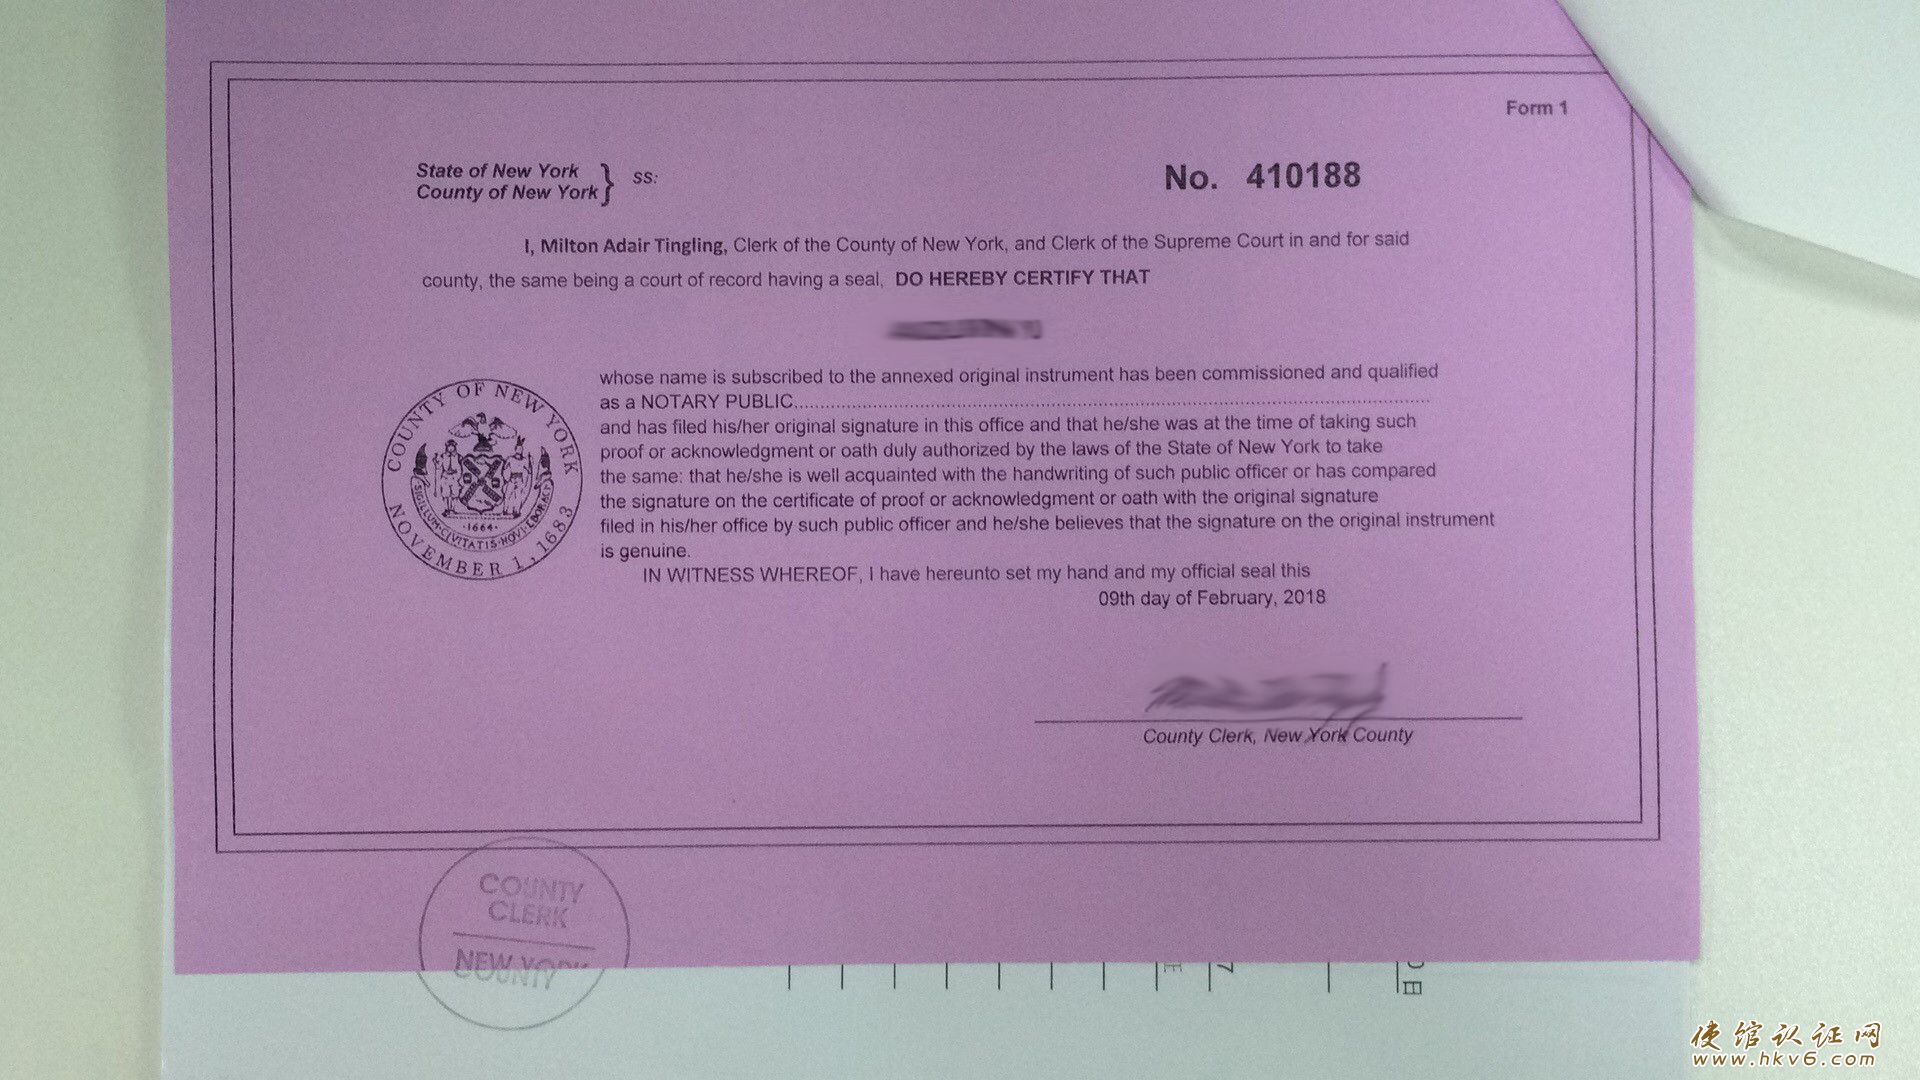 Form 1
State of New York
County of New York } ss:
No. 410188
I, Milton Adair Tingling, Clerk of the County of New York, and Clerk of the Supreme Court in and for said
county, the same being a court of record having a seal, DO HEREBY CERTIFY THAT
whose name is subscribed to the annexed original instrument has been commissioned and qualified
as a NOTARY PUBLIC
and has filed his/her original signature in this office and that he/she was at the time of taking such
proof or acknowledgment or oath duly authorized by the laws of the State of New York to take
the same: that he/she is well acquainted with the handwriting of such public officer or has compared
the signature on the certificate of proof or acknowledgment or oath with the original signature
filed in his/her office by such public officer and he/she believes that the signature on the original instrument
is genuine.
IN WITNESS WHEREOF, I have hereunto set my hand and my official seal this
09th day of February, 2018
County Clerk, New York County
COUNTY OF NEW YORK
SIGILLUM·CIVITATIS·NOVI·EBORACI
·1664·
NOVEMBER 1, 1683
COUNTY
CLERK
NEW YORK
COUNTY
使馆认证网
www.hkv6.com